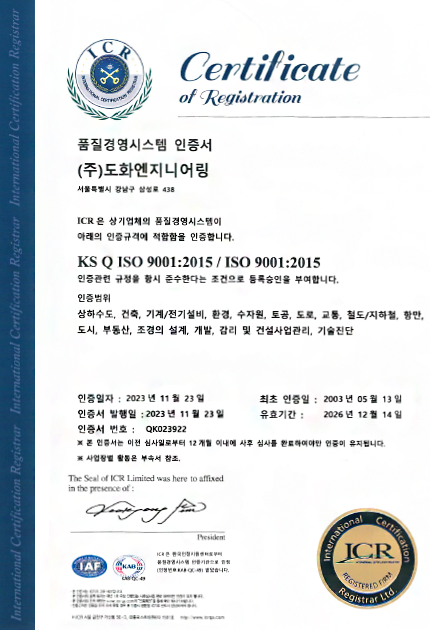 International Certification Registrar International Certification Registrar International Certification Registrar
ICR
INTERNATIONAL CERTIFICATION REGISTRAR
Certificate
of Registration
품질경영시스템 인증서
(주)도화엔지니어링
서울특별시 강남구 삼성로 438
ICR 은 상기업체의 품질경영시스템이
아래의 인증규격에 적합함을 인증합니다.
KS Q ISO 9001:2015 / ISO 9001:2015
인증관련 규정을 항시 준수한다는 조건으로 등록승인을 부여합니다.
인증범위
상하수도, 건축, 기계/전기설비, 환경, 수자원, 토공, 도로, 교통, 철도/지하철, 항만,
도시, 부동산, 조경의 설계, 개발, 감리 및 건설사업관리, 기술진단
인증일자 : 2023 년 11 월 23 일 최초 인증일 : 2003 년 05 월 13 일
인증서 발행일 : 2023 년 11 월 23 일 유효기간 : 2026 년 12 월 14 일
인증서 번호 : QK023922
※ 본 인증서는 이전 심사일로부터 12 개월 이내에 사후 심사를 완료하여야만 인증이 유지됩니다.
※ 사업장별 활동은 부속서 참조.
The Seal of ICR Limited was here to affixed
in the presence of :
President
IAF
KAB
KAB-QC-49
ICR 은 한국인정지원센터로부터
품질경영시스템 인증기관으로 인정
(인정번호 KAB-QC-49) 받았습니다.
International Certification
ICR
REGISTERED FIRM
Registrar Ltd.